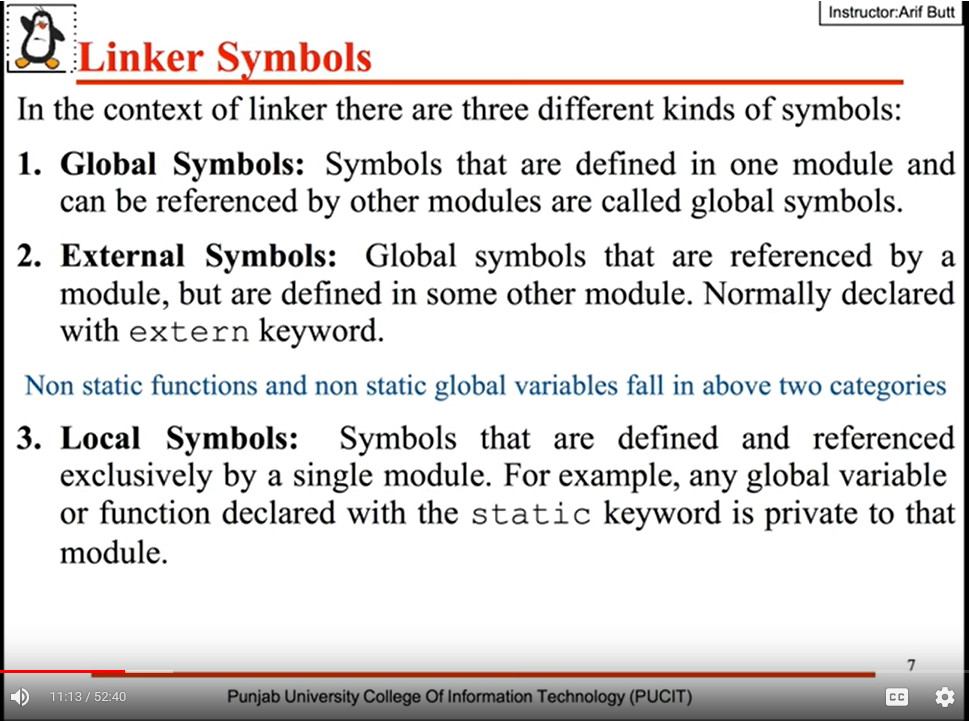 Instructor:Arif Butt
Linker Symbols
In the context of linker there are three different kinds of symbols:
1. Global Symbols: Symbols that are defined in one module and
can be referenced by other modules are called global symbols.
2. External Symbols: Global symbols that are referenced by a
module, but are defined in some other module. Normally declared
with extern keyword.
Non static functions and non static global variables fall in above two categories
3. Local Symbols: Symbols that are defined and referenced
exclusively by a single module. For example, any global variable
or function declared with the static keyword is private to that
module.
7
11:13 / 52:40
Punjab University College Of Information Technology (PUCIT)
CC